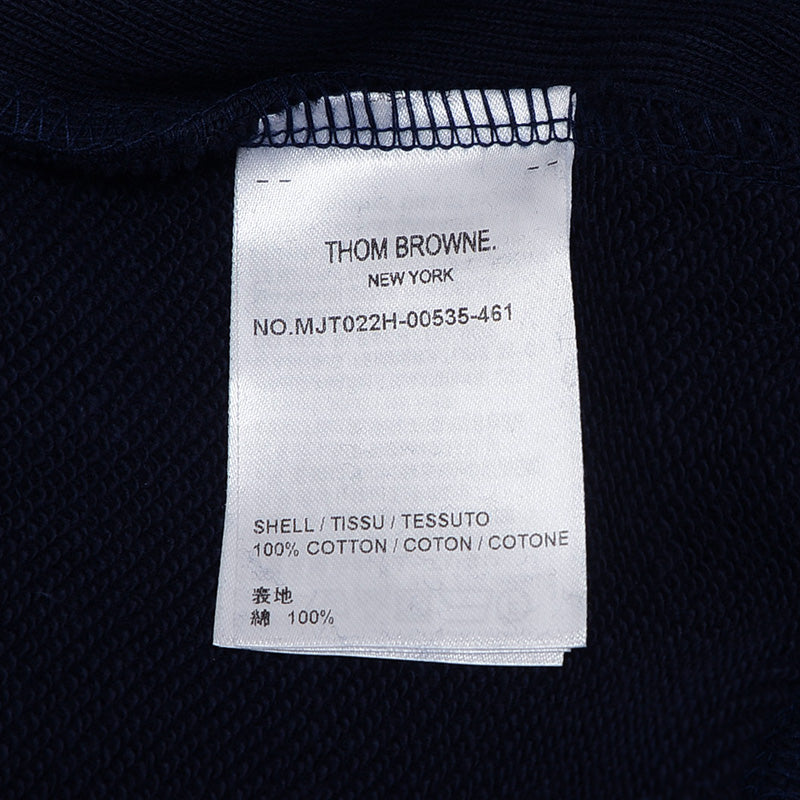 THOM BROWNE.
NEW YORK
NO.MJT022H-00535-461
SHELL / TISSU / TESSUTO
100% COTTON / COTON / COTONE
表地
綿 100%